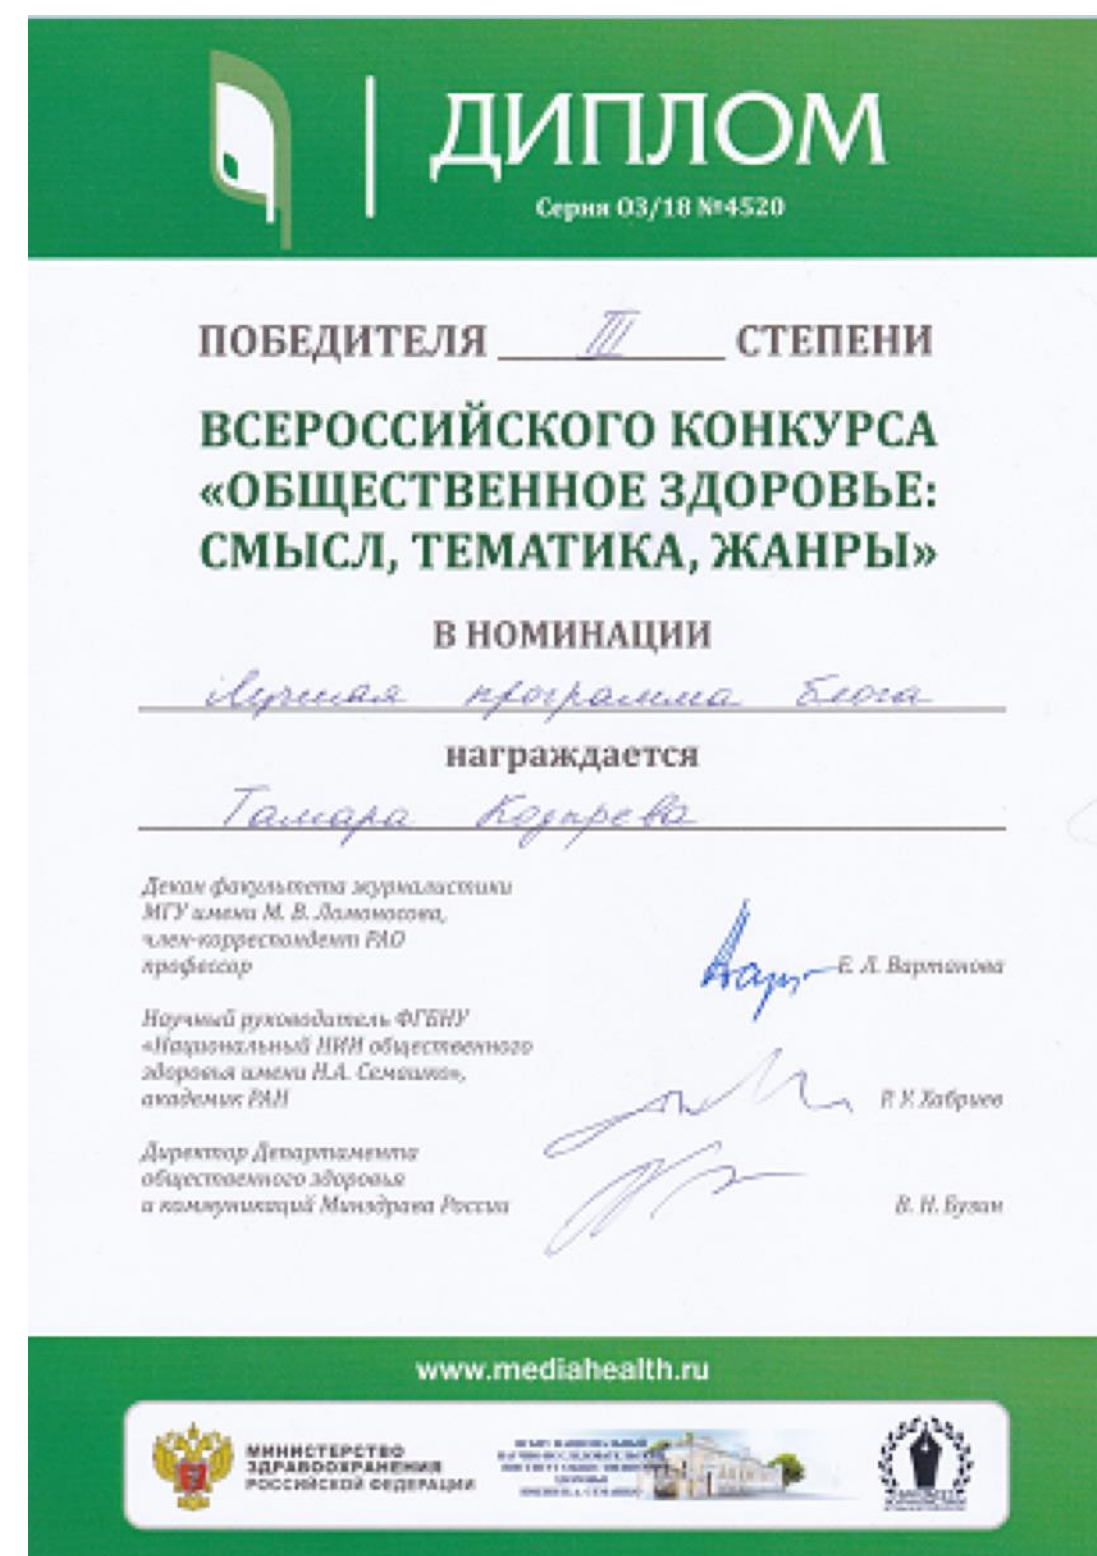 ДИПЛОМ
Серия 03/18 №4520
ПОБЕДИТЕЛЯ III СТЕПЕНИ
ВСЕРОССИЙСКОГО КОНКУРСА
«ОБЩЕСТВЕННОЕ ЗДОРОВЬЕ:
СМЫСЛ, ТЕМАТИКА, ЖАНРЫ»
В НОМИНАЦИИ
Лучшая программа блога
награждается
Тамара
Декан факультета журналистики
МГУ имени М. В. Ломоносова,
член-корреспондент РАО
профессор
Е. Л. Вартанова
Научный руководитель ФГБНУ
«Национальный НИИ общественного
здоровья имени Н.А. Семашко»,
академик РАН
Р. У. Хабриев
Директор Департамента
общественного здоровья
и коммуникаций Минздрава России
В. Н. Бузин
www.mediahealth.ru
МИНИСТЕРСТВО
ЗДРАВООХРАНЕНИЯ
РОССИЙСКОЙ ФЕДЕРАЦИИ